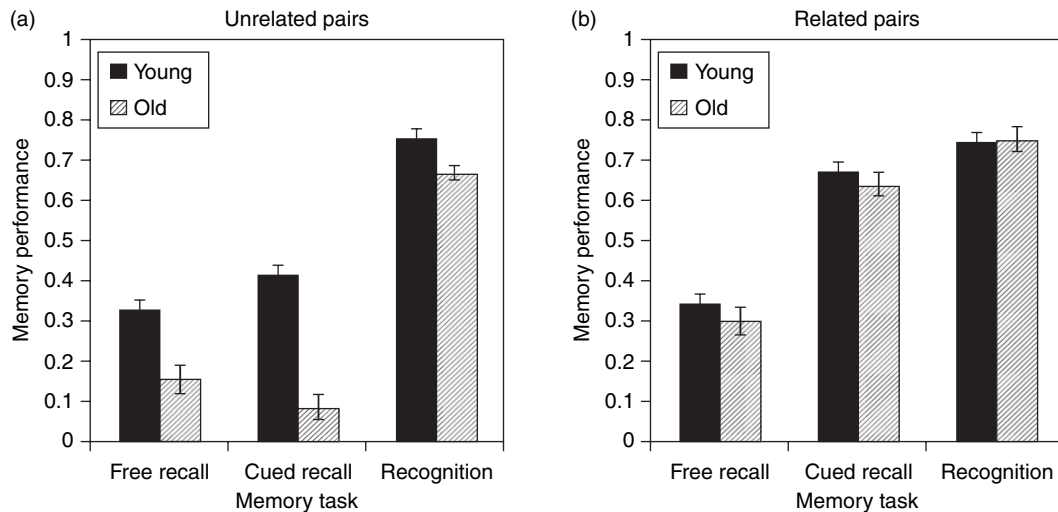 (a)
Unrelated pairs
1
0.9
0.8
0.7
0.6
0.5
0.4
0.3
0.2
0.1
0
Memory performance
Young
Old
Free recall Cued recall Recognition
Memory task
(b)
Related pairs
1
0.9
0.8
0.7
0.6
0.5
0.4
0.3
0.2
0.1
0
Memory performance
Young
Old
Free recall Cued recall Recognition
Memory task